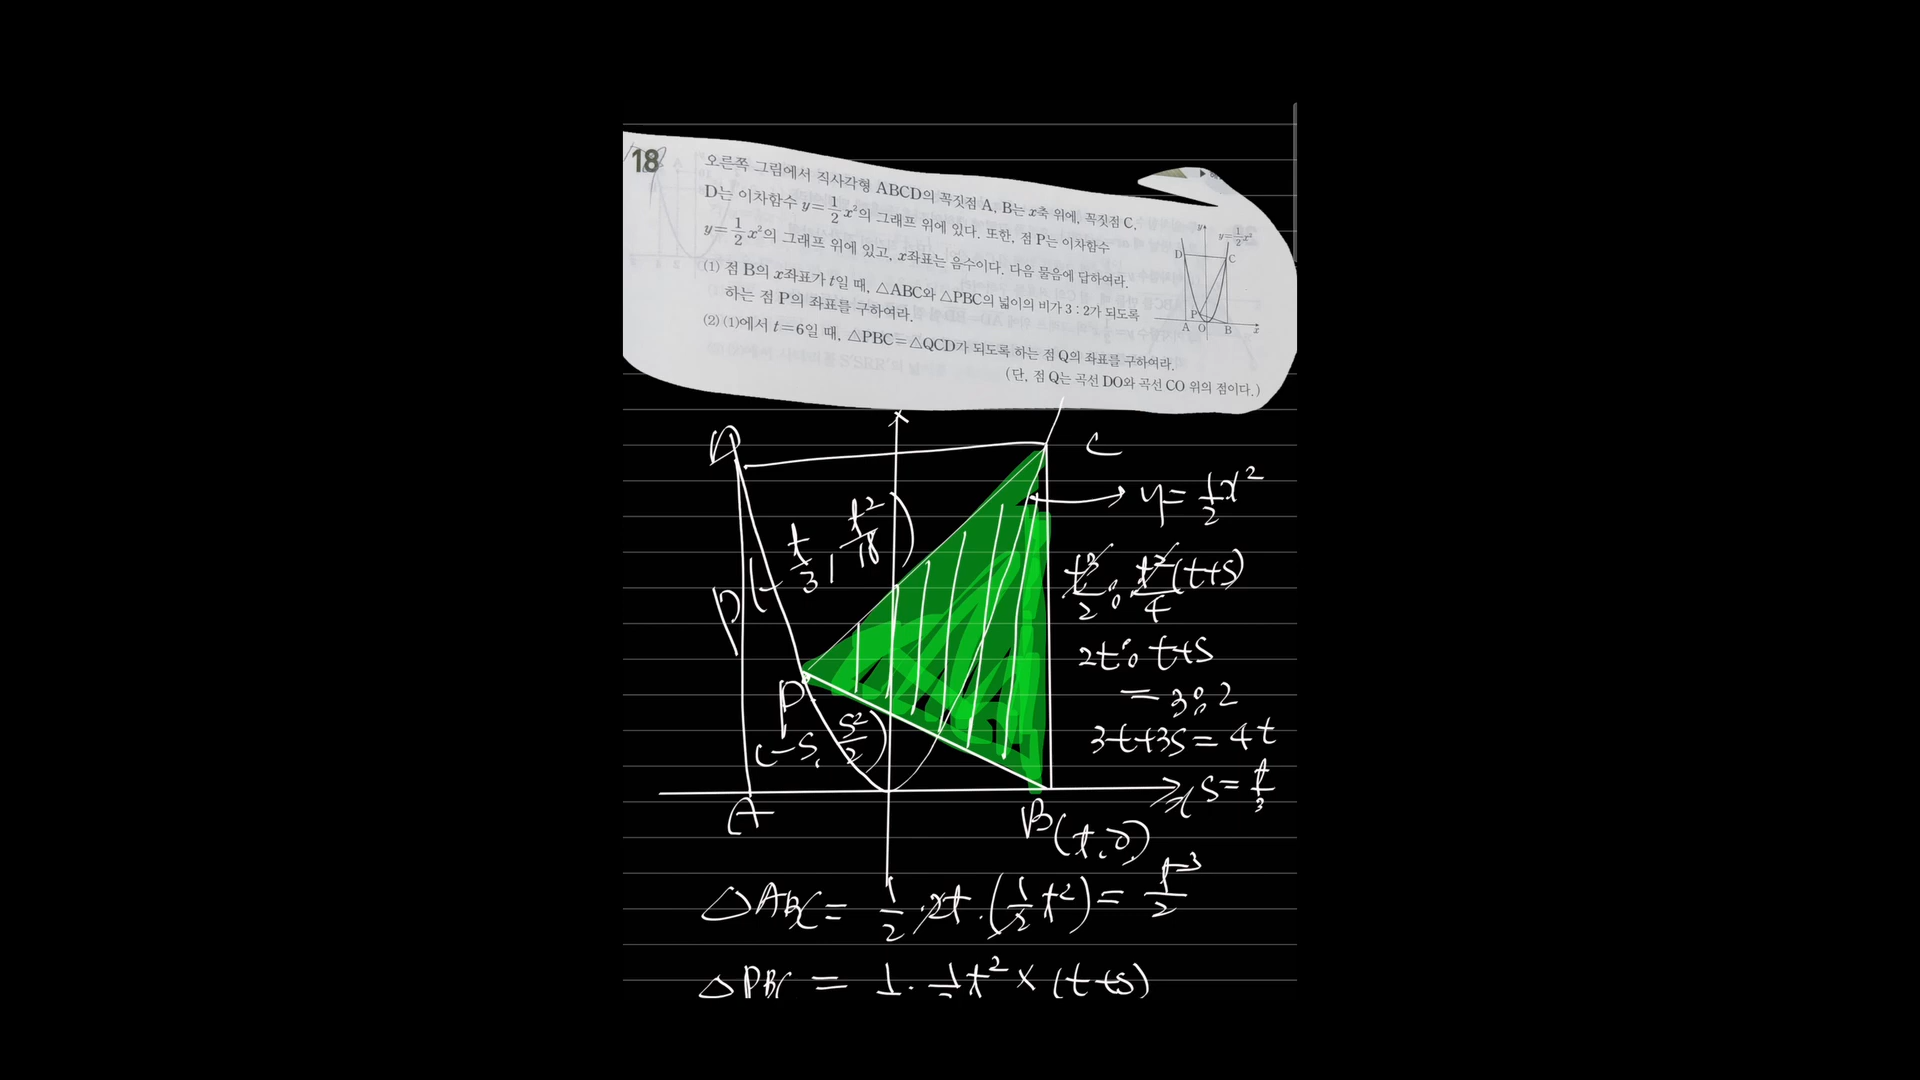 18
오른쪽 그림에서 직사각형 ABCD의 꼭짓점 A, B는 x축 위에, 꼭짓점 C,
D는 이차함수 y=1/2x²의 그래프 위에 있다. 또한, 점 P는 이차함수
y=1/2x²의 그래프 위에 있고, x좌표는 음수이다. 다음 물음에 답하여라.
(1) 점 B의 x좌표가 t일 때, △ABC와 △PBC의 넓이의 비가 3 : 2가 되도록
하는 점 P의 좌표를 구하여라.
(2) (1)에서 t=6일 때, △PBC=△QCD가 되도록 하는 점 Q의 좌표를 구하여라.
(단, 점 Q는 곡선 DO와 곡선 CO 위의 점이다.)
y
y=1/2x²
D
C
P
A O B x
D
C
y=1/2x²
P(-t/3, t²/18)
t³/2 : t²/4(t+s)
2t : t+s
= 3:2
3t+3s=4t
s=t/3
P
(-s, s²/2)
x
A
B(t,0)
△ABC= 1/2·2t·(1/2t²)= t³/2
△PBC = 1·1/2t²×(t+s)